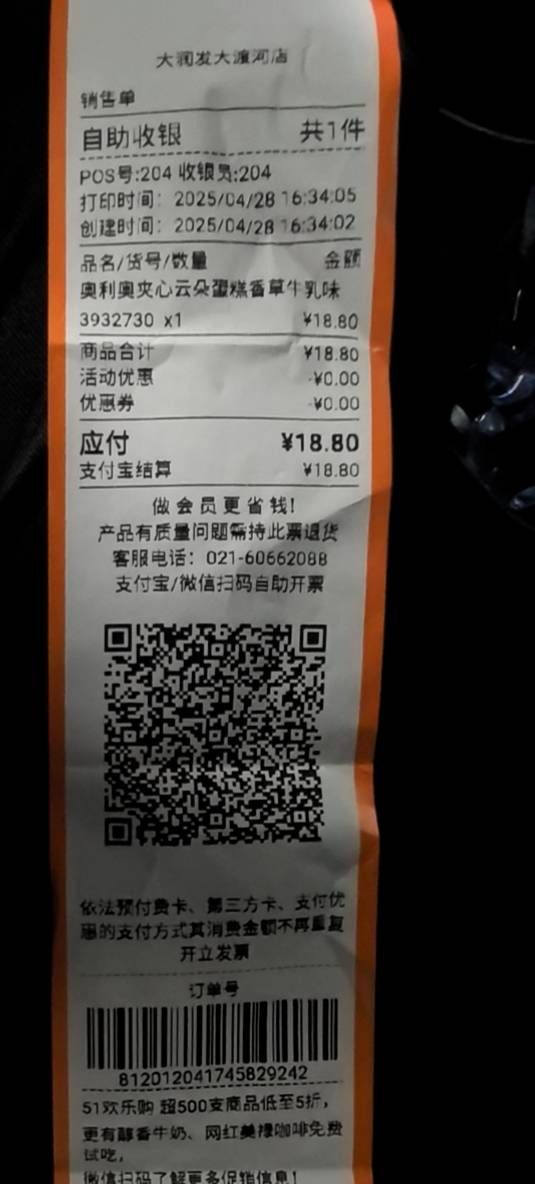 大润发大渡河店
销售单
自助收银 共1件
POS号:204 收银员:204
打印时间: 2025/04/28 16:34:05
创建时间: 2025/04/28 16:34:02
品名/货号/数量 金额
奥利奥夹心云朵蛋糕香草牛乳味
3932730 x1 ¥18.80
商品合计 ¥18.80
活动优惠 -¥0.00
优惠券 -¥0.00
应付 ¥18.80
支付宝结算 ¥18.80
做会员更省钱!
产品有质量问题需持此票退货
客服电话: 021-60662088
支付宝/微信扫码自助开票
依法预付费卡、第三方卡、支付优
惠的支付方式其消费金额不再重复
开立发票
订单号
812012041745829242
51欢乐购 超500支商品低至5折,
更有醇香牛奶、网红美禄咖啡免费
试吃,
微信扫码了解更多促销信息!